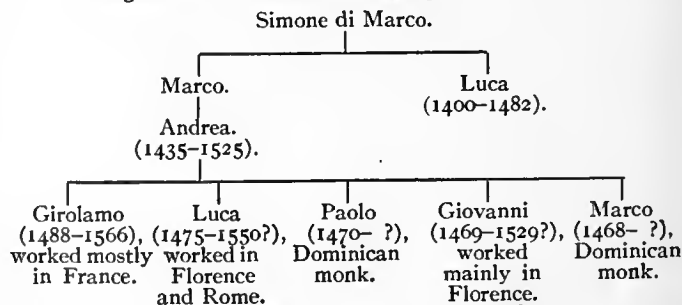 Simone di Marco.
Marco.
Luca
(1400–1482).
Andrea.
(1435–1525).
Girolamo
(1488–1566),
worked mostly
in France.
Luca
(1475–1550?),
worked in
Florence
and Rome.
Paolo
(1470– ?),
Dominican
monk.
Giovanni
(1469–1529?),
worked
mainly in
Florence.
Marco
(1468– ?),
Dominican
monk.